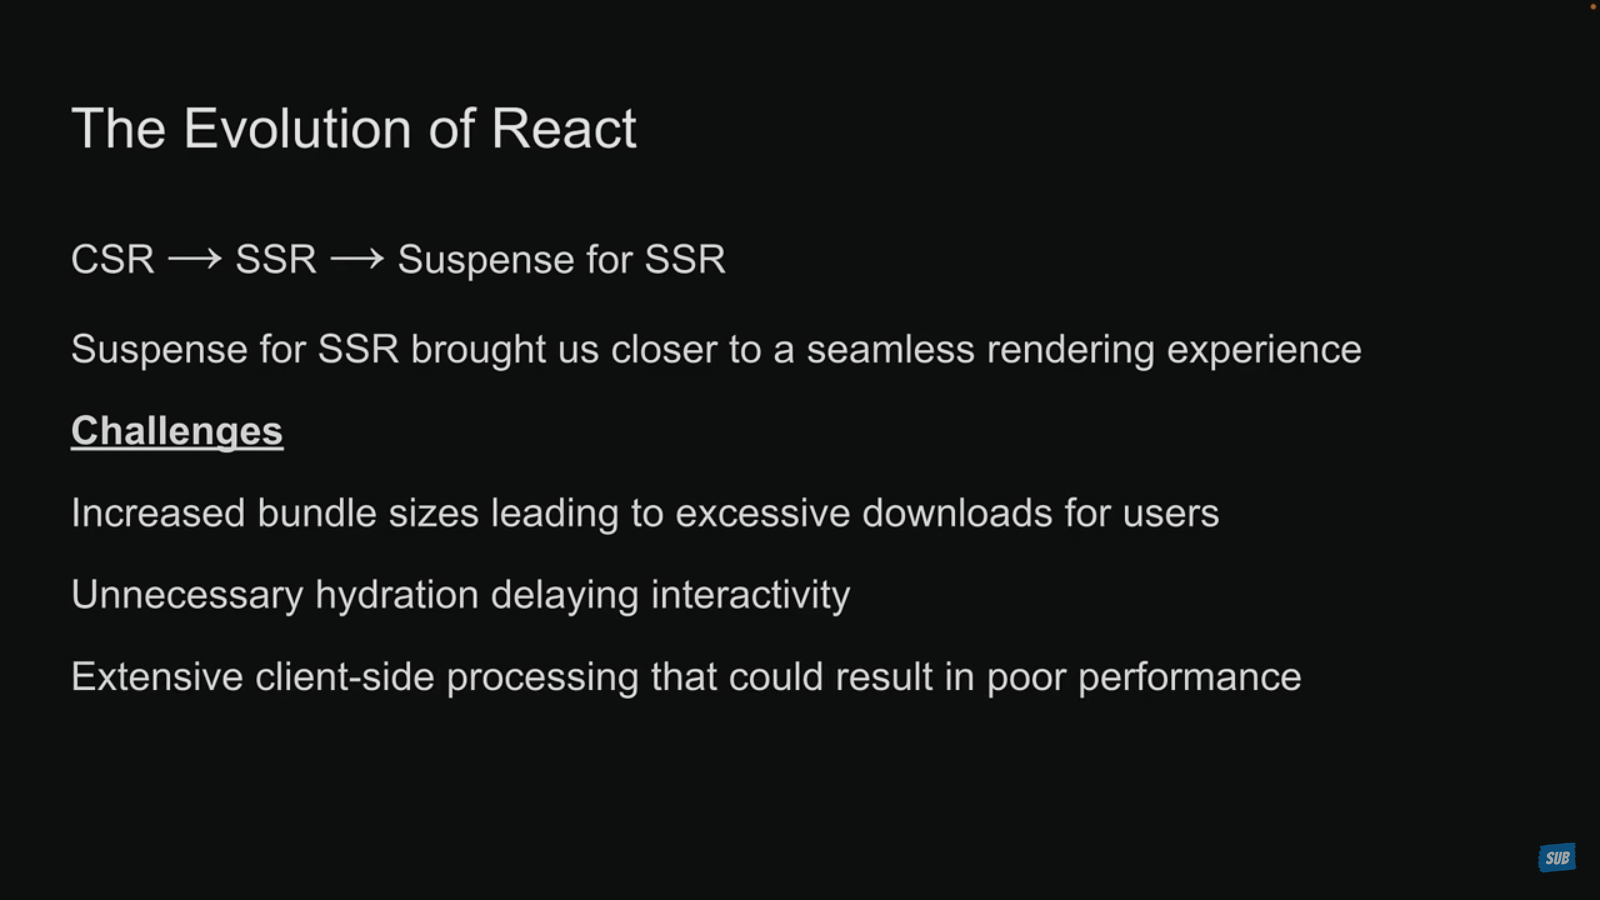 The Evolution of React
CSR → SSR → Suspense for SSR
Suspense for SSR brought us closer to a seamless rendering experience
Challenges
Increased bundle sizes leading to excessive downloads for users
Unnecessary hydration delaying interactivity
Extensive client-side processing that could result in poor performance
SUB